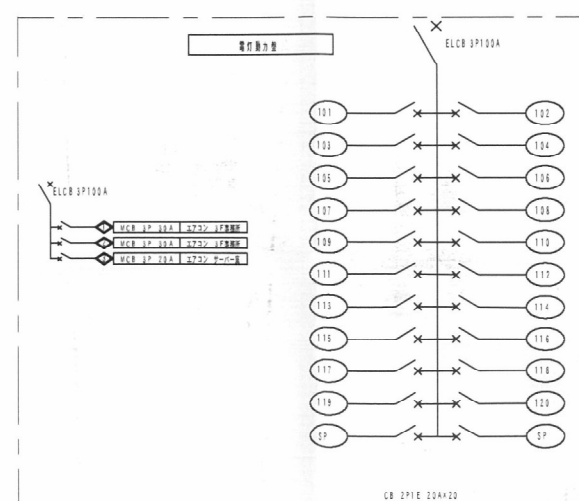 電灯動力盤
ELCB 3P100A
ELCB 3P100A
MCB 3P 30A エアコン 3F事務所
MCB 3P 30A エアコン 3F事務所
MCB 3P 20A エアコン サーバー室
101 102
103 104
105 106
107 108
109 110
111 112
113 114
115 116
117 118
119 120
SP SP
CB 2P1E 20A×20